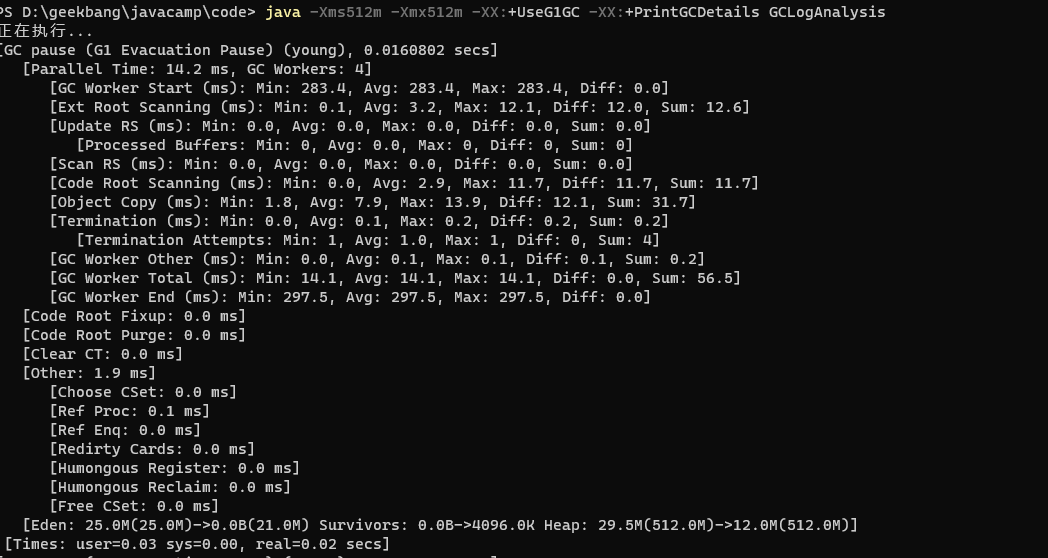 PS D:\geekbang\javacamp\code> java -Xms512m -Xmx512m -XX:+UseG1GC -XX:+PrintGCDetails GCLogAnalysis
正在执行...
[GC pause (G1 Evacuation Pause) (young), 0.0160802 secs]
[Parallel Time: 14.2 ms, GC Workers: 4]
[GC Worker Start (ms): Min: 283.4, Avg: 283.4, Max: 283.4, Diff: 0.0]
[Ext Root Scanning (ms): Min: 0.1, Avg: 3.2, Max: 12.1, Diff: 12.0, Sum: 12.6]
[Update RS (ms): Min: 0.0, Avg: 0.0, Max: 0.0, Diff: 0.0, Sum: 0.0]
[Processed Buffers: Min: 0, Avg: 0.0, Max: 0, Diff: 0, Sum: 0]
[Scan RS (ms): Min: 0.0, Avg: 0.0, Max: 0.0, Diff: 0.0, Sum: 0.0]
[Code Root Scanning (ms): Min: 0.0, Avg: 2.9, Max: 11.7, Diff: 11.7, Sum: 11.7]
[Object Copy (ms): Min: 1.8, Avg: 7.9, Max: 13.9, Diff: 12.1, Sum: 31.7]
[Termination (ms): Min: 0.0, Avg: 0.1, Max: 0.2, Diff: 0.2, Sum: 0.2]
[Termination Attempts: Min: 1, Avg: 1.0, Max: 1, Diff: 0, Sum: 4]
[GC Worker Other (ms): Min: 0.0, Avg: 0.1, Max: 0.1, Diff: 0.1, Sum: 0.2]
[GC Worker Total (ms): Min: 14.1, Avg: 14.1, Max: 14.1, Diff: 0.0, Sum: 56.5]
[GC Worker End (ms): Min: 297.5, Avg: 297.5, Max: 297.5, Diff: 0.0]
[Code Root Fixup: 0.0 ms]
[Code Root Purge: 0.0 ms]
[Clear CT: 0.0 ms]
[Other: 1.9 ms]
[Choose CSet: 0.0 ms]
[Ref Proc: 0.1 ms]
[Ref Enq: 0.0 ms]
[Redirty Cards: 0.0 ms]
[Humongous Register: 0.0 ms]
[Humongous Reclaim: 0.0 ms]
[Free CSet: 0.0 ms]
[Eden: 25.0M(25.0M)->0.0B(21.0M) Survivors: 0.0B->4096.0K Heap: 29.5M(512.0M)->12.0M(512.0M)]
[Times: user=0.03 sys=0.00, real=0.02 secs]